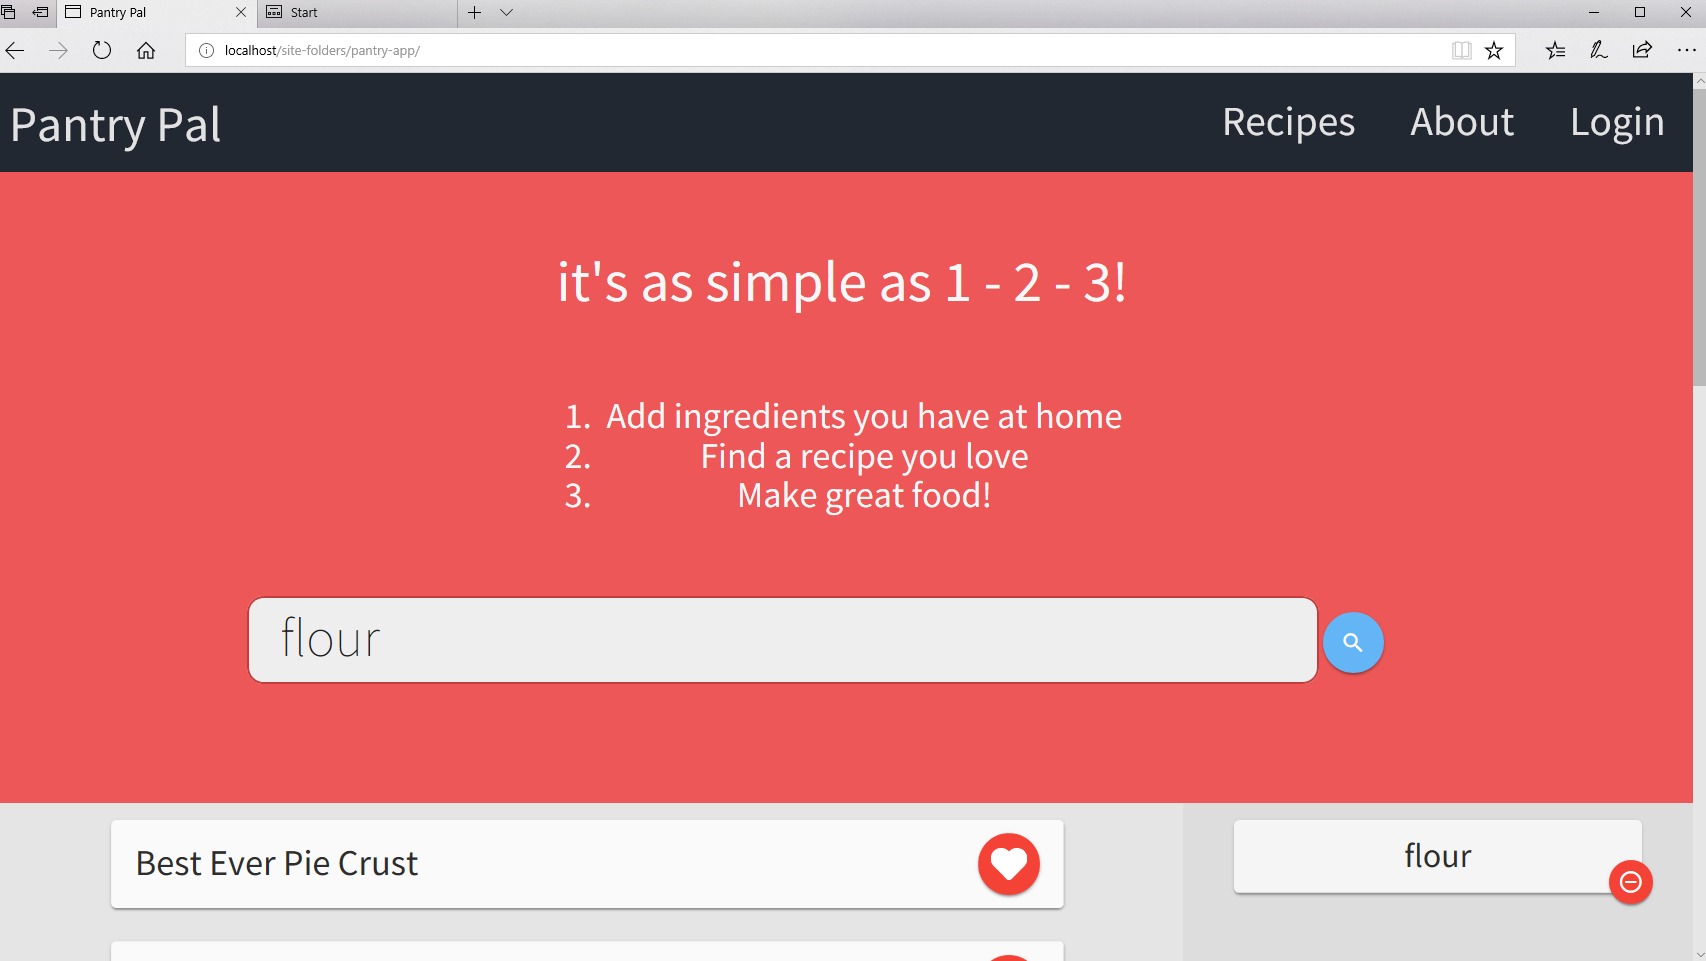 Pantry Pal
Start
localhost/site-folders/pantry-app/
Pantry Pal
Recipes
About
Login
it's as simple as 1 - 2 - 3!
1. Add ingredients you have at home
2. Find a recipe you love
3. Make great food!
flour
Best Ever Pie Crust
flour